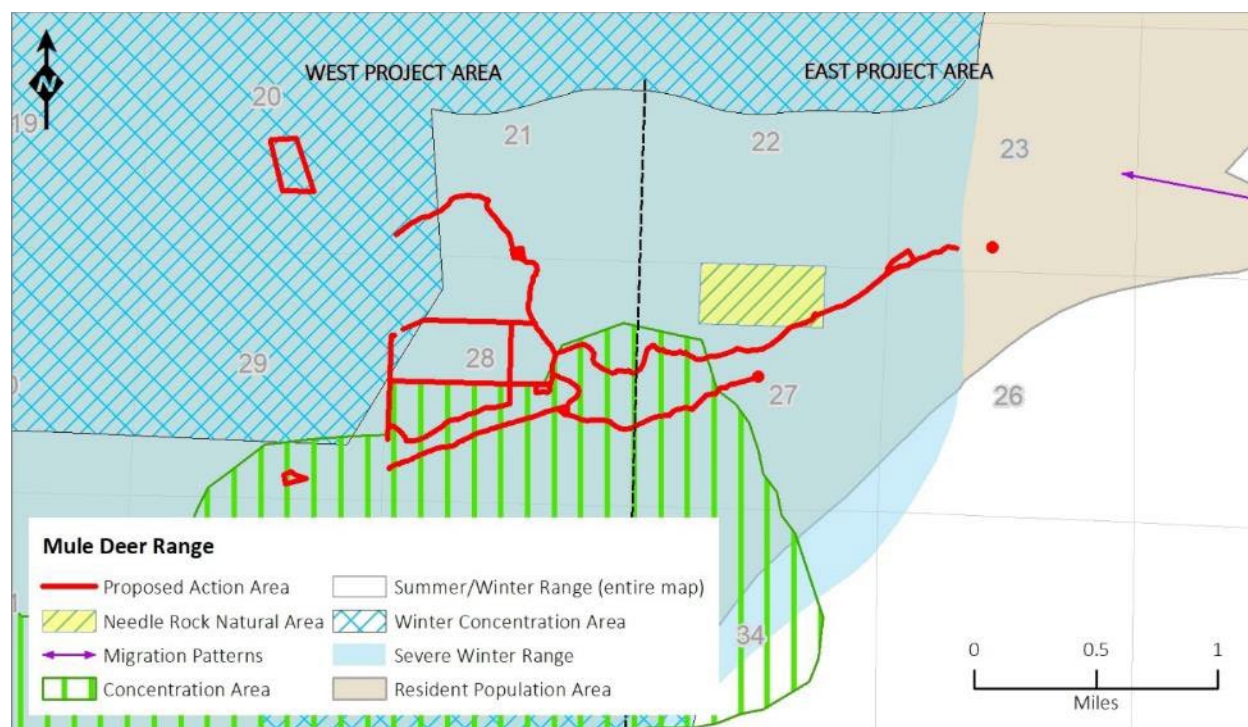 N
WEST PROJECT AREA
EAST PROJECT AREA
19
20
21
22
23
29
28
27
26
34
Mule Deer Range
Proposed Action Area
Summer/Winter Range (entire map)
Needle Rock Natural Area
Winter Concentration Area
Migration Patterns
Severe Winter Range
Concentration Area
Resident Population Area
0 0.5 1
Miles